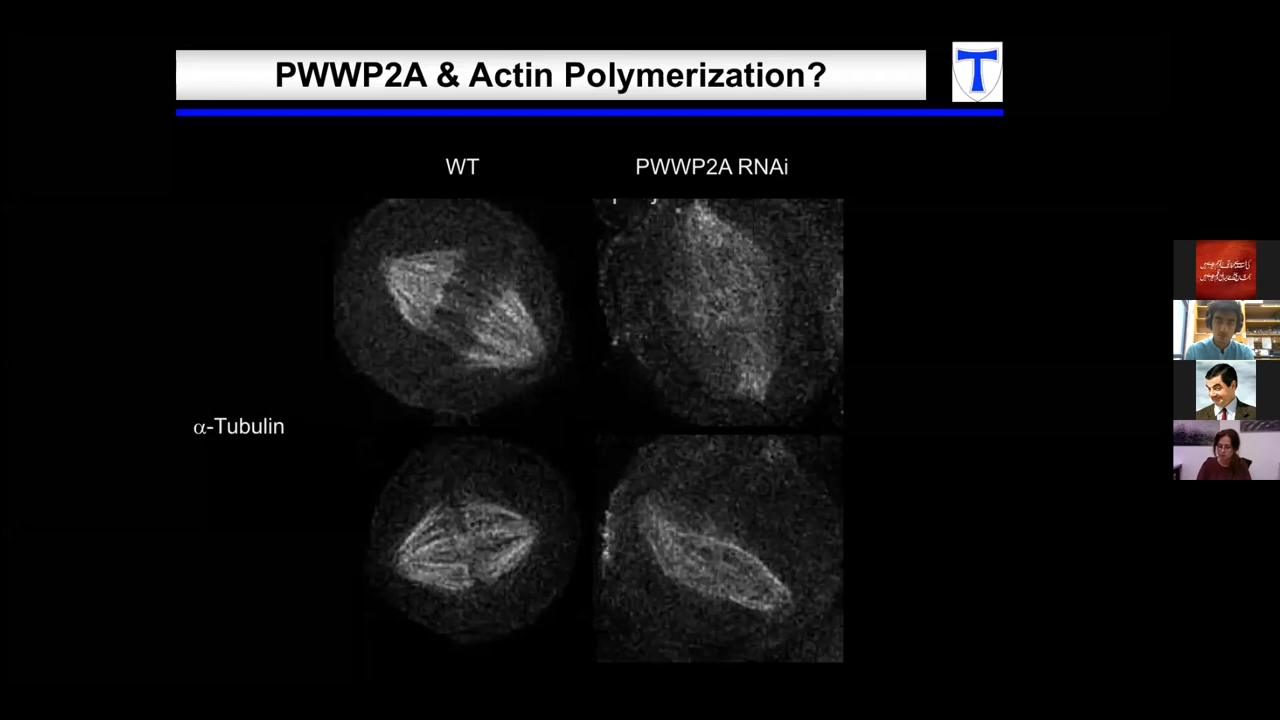 PWWP2A & Actin Polymerization?
T
WT
PWWP2A RNAi
α-Tubulin